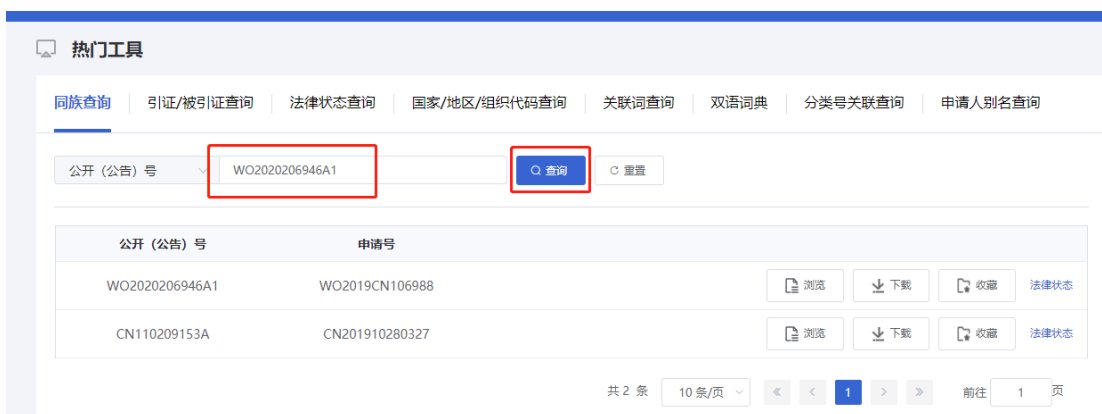 热门工具
同族查询 引证/被引证查询 法律状态查询 国家/地区/组织代码查询 关联词查询 双语词典 分类号关联查询 申请人别名查询
公开（公告）号 WO2020206946A1 查询 重置
公开（公告）号 申请号
WO2020206946A1 WO2019CN106988 浏览 下载 收藏 法律状态
CN110209153A CN201910280327 浏览 下载 收藏 法律状态
共 2 条 10 条/页 1 前往 1 页